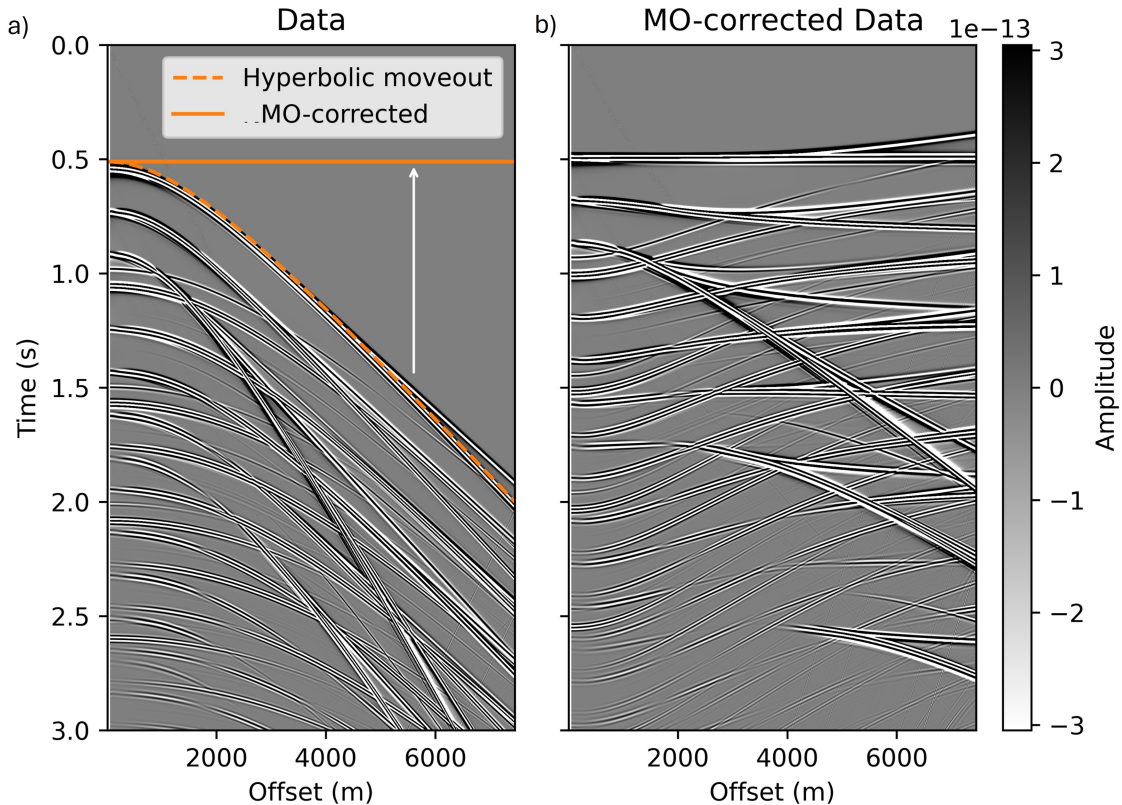 a)
Data
Hyperbolic moveout
MO-corrected
0.0
0.5
1.0
1.5
2.0
2.5
3.0
Time (s)
2000
4000
6000
Offset (m)
b)
MO-corrected Data
2000
4000
6000
Offset (m)
1e−13
3
2
1
0
−1
−2
−3
Amplitude